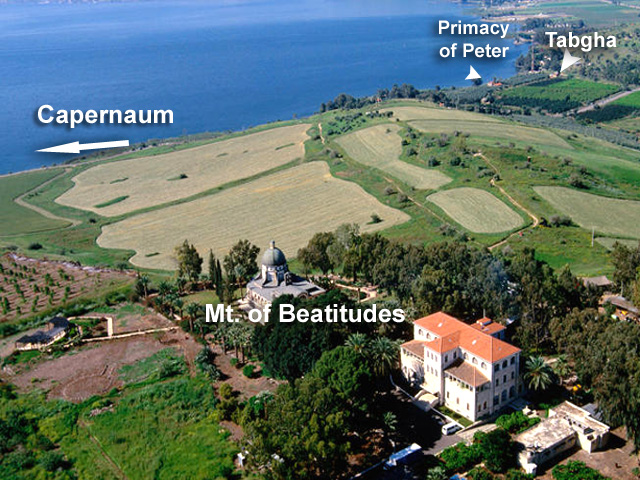 Primacy
of Peter
Tabgha
Capernaum
Mt. of Beatitudes